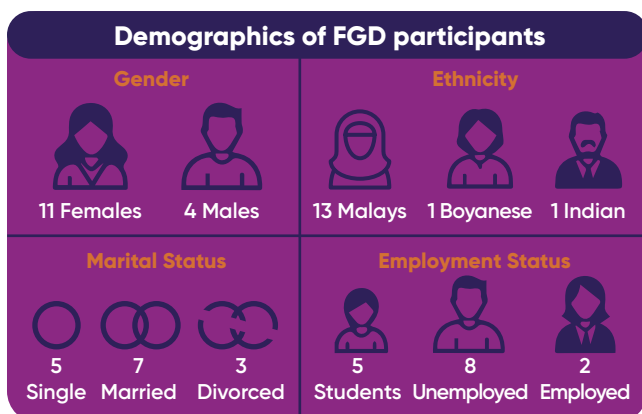 Demographics of FGD participants
Gender
11 Females
4 Males
Ethnicity
13 Malays
1 Boyanese
1 Indian
Marital Status
5
Single
7
Married
3
Divorced
Employment Status
5
Students
8
Unemployed
2
Employed